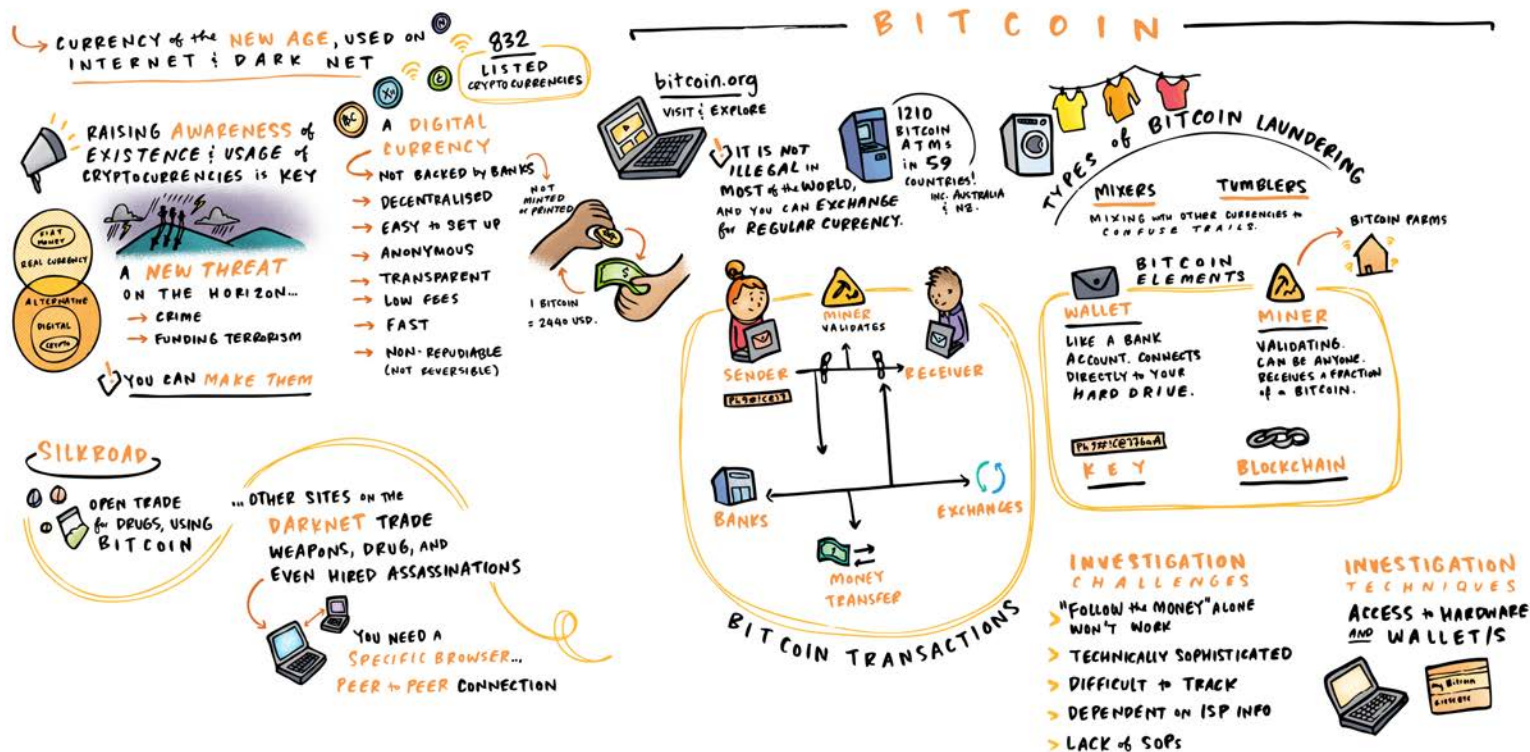 CURRENCY of the NEW AGE, USED ON
INTERNET & DARK NET
832
LISTED
CRYPTOCURRENCIES
RAISING AWARENESS of
EXISTENCE & USAGE of
CRYPTOCURRENCIES is KEY
FIAT
MONEY
REAL CURRENCY
ALTERNATIVE
DIGITAL
CRYPTO
A NEW THREAT
ON THE HORIZON...
→ CRIME
→ FUNDING TERRORISM
YOU CAN MAKE THEM
A DIGITAL
CURRENCY
→ NOT BACKED by BANKS
→ DECENTRALISED
→ EASY to SET UP
→ ANONYMOUS
→ TRANSPARENT
→ LOW FEES
→ FAST
→ NON-REPUDIABLE
(NOT REVERSIBLE)
NOT
MINTED
or PRINTED
1 BITCOIN
= 2440 USD.
SILKROAD
OPEN TRADE
for DRUGS, USING
BITCOIN
... OTHER SITES ON THE
DARKNET TRADE
WEAPONS, DRUG, AND
EVEN HIRED ASSASSINATIONS
YOU NEED A
SPECIFIC BROWSER...
PEER to PEER CONNECTION
BITCOIN
bitcoin.org
VISIT & EXPLORE
IT IS NOT
ILLEGAL in
MOST of the WORLD,
AND YOU CAN EXCHANGE
for REGULAR CURRENCY.
1210
BITCOIN
ATMs
in 59
COUNTRIES!
INC. AUSTRALIA
& NZ.
MINER
VALIDATES
SENDER
RECEIVER
BANKS
EXCHANGES
MONEY
TRANSFER
BITCOIN TRANSACTIONS
TYPES of BITCOIN LAUNDERING
MIXERS
TUMBLERS
MIXING with OTHER CURRENCIES to
CONFUSE TRAILS.
BITCOIN FARMS
BITCOIN
ELEMENTS
WALLET
LIKE A BANK
ACCOUNT. CONNECTS
DIRECTLY to YOUR
HARD DRIVE.
MINER
VALIDATING.
CAN BE ANYONE.
RECEIVES A FRACTION
of a BITCOIN.
KEY
BLOCKCHAIN
INVESTIGATION
CHALLENGES
> "FOLLOW the MONEY" ALONE
WON'T WORK
> TECHNICALLY SOPHISTICATED
> DIFFICULT to TRACK
> DEPENDENT on ISP INFO
> LACK of SOPs
INVESTIGATION
TECHNIQUES
ACCESS to HARDWARE
AND WALLET/S
my Bitcoin